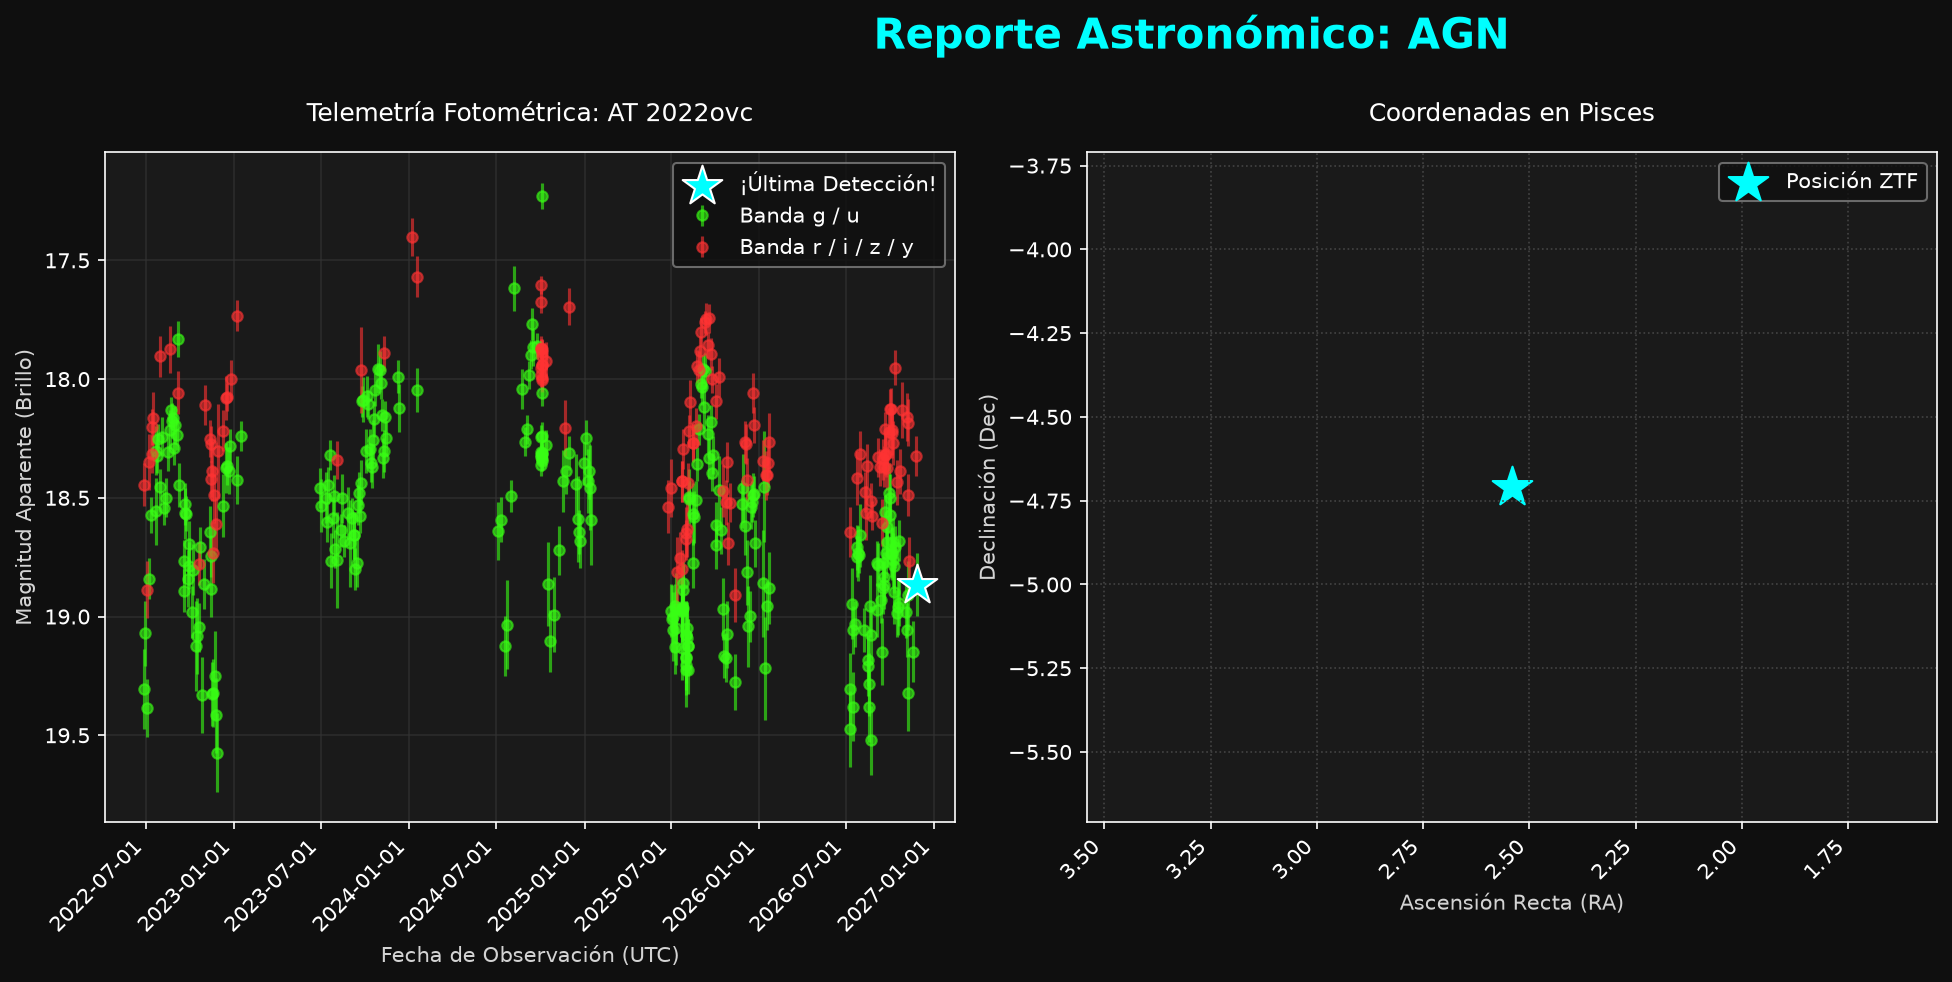 Reporte Astronómico: AGN
Telemetría Fotométrica: AT 2022ovc
¡Última Detección!
Banda g / u
Banda r / i / z / y
Magnitud Aparente (Brillo)
17.5
18.0
18.5
19.0
19.5
2022-07-01
2023-01-01
2023-07-01
2024-01-01
2024-07-01
2025-01-01
2025-07-01
2026-01-01
2026-07-01
2027-01-01
Fecha de Observación (UTC)
Coordenadas en Pisces
Posición ZTF
Declinación (Dec)
−3.75
−4.00
−4.25
−4.50
−4.75
−5.00
−5.25
−5.50
3.50
3.25
3.00
2.75
2.50
2.25
2.00
1.75
Ascensión Recta (RA)